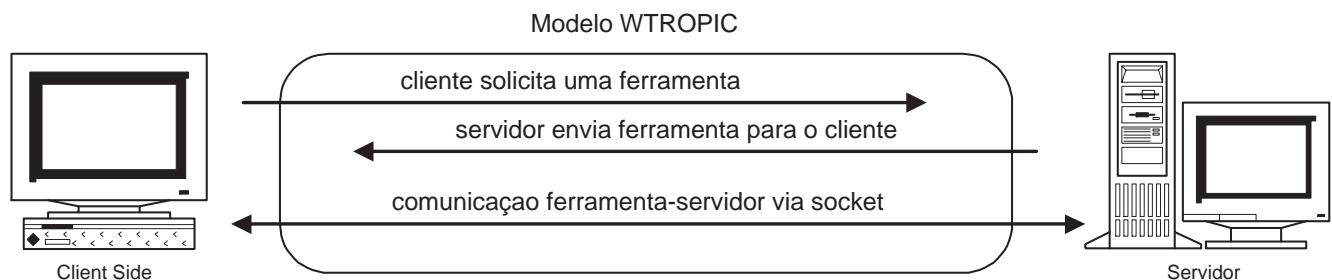 Modelo WTROPIC
cliente solicita uma ferramenta
servidor envia ferramenta para o cliente
comunicaçao ferramenta-servidor via socket
Client Side
Servidor